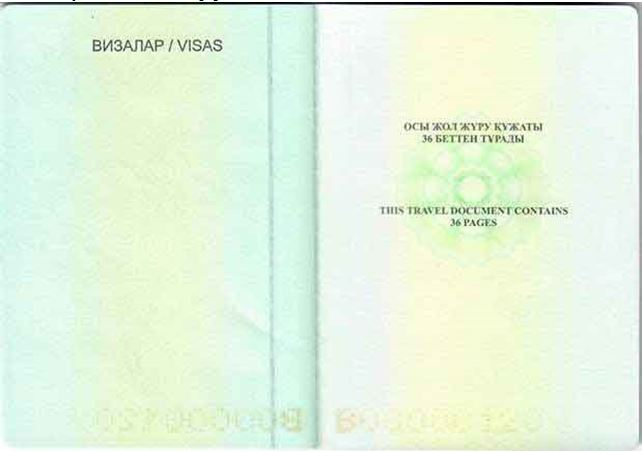 ВИЗАЛАР / VISAS
ОСЫ ЖОЛ ЖҮРУ ҚҰЖАТЫ
36 БЕТТЕН ТҰРАДЫ
THIS TRAVEL DOCUMENT CONTAINS
36 PAGES